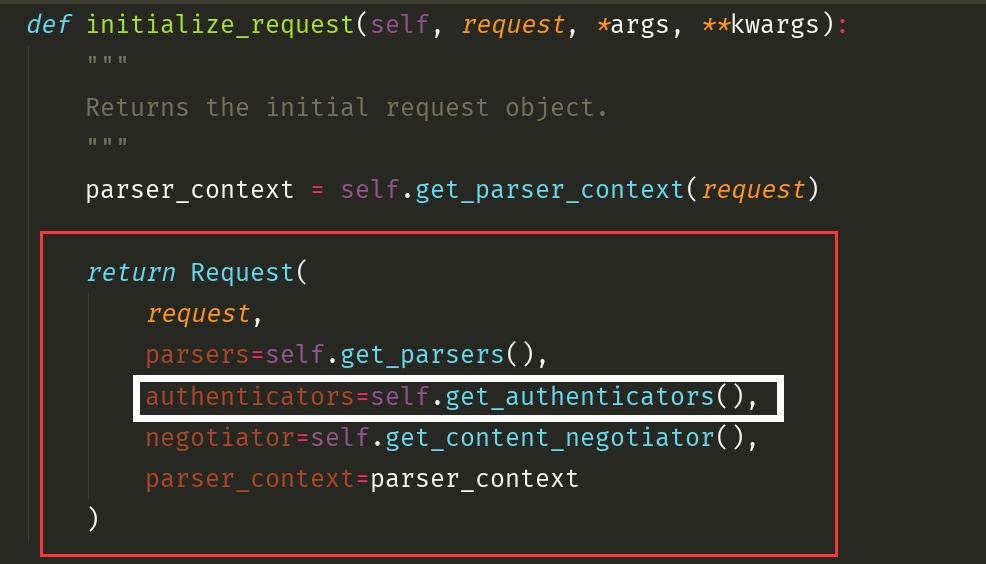 def initialize_request(self, request, *args, **kwargs):
"""
Returns the initial request object.
"""
parser_context = self.get_parser_context(request)
return Request(
request,
parsers=self.get_parsers(),
authenticators=self.get_authenticators(),
negotiator=self.get_content_negotiator(),
parser_context=parser_context
)